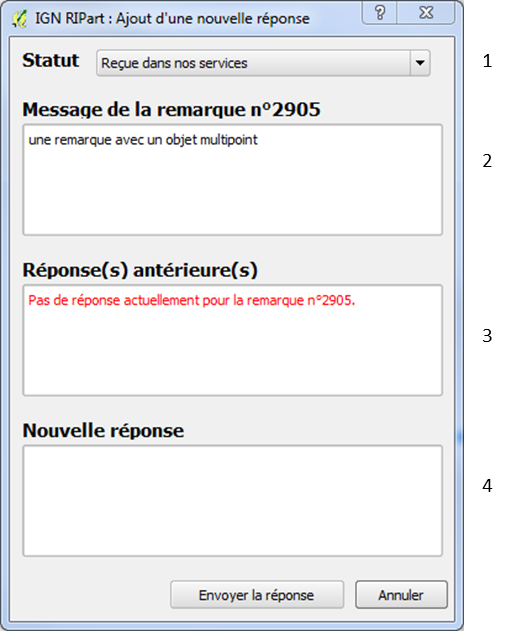 IGN RIPart : Ajout d'une nouvelle réponse
Statut Reçue dans nos services 1
Message de la remarque n°2905
une remarque avec un objet multipoint
2
Réponse(s) antérieure(s)
Pas de réponse actuellement pour la remarque n°2905.
3
Nouvelle réponse
4
Envoyer la réponse Annuler